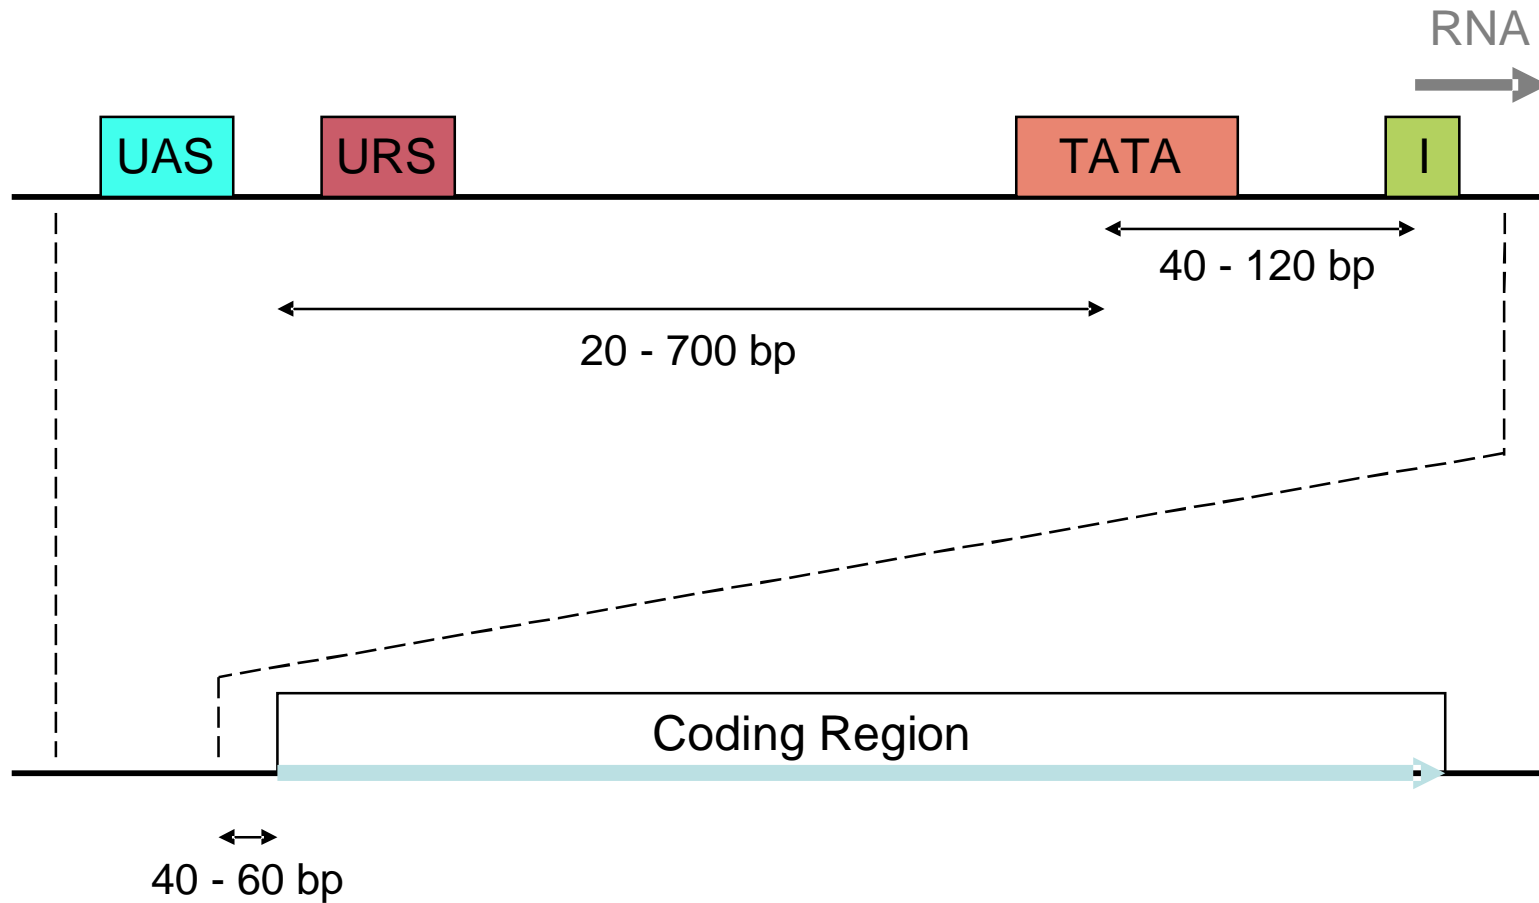 RNA
UAS URS TATA I
40 - 120 bp
20 - 700 bp
Coding Region
40 - 60 bp